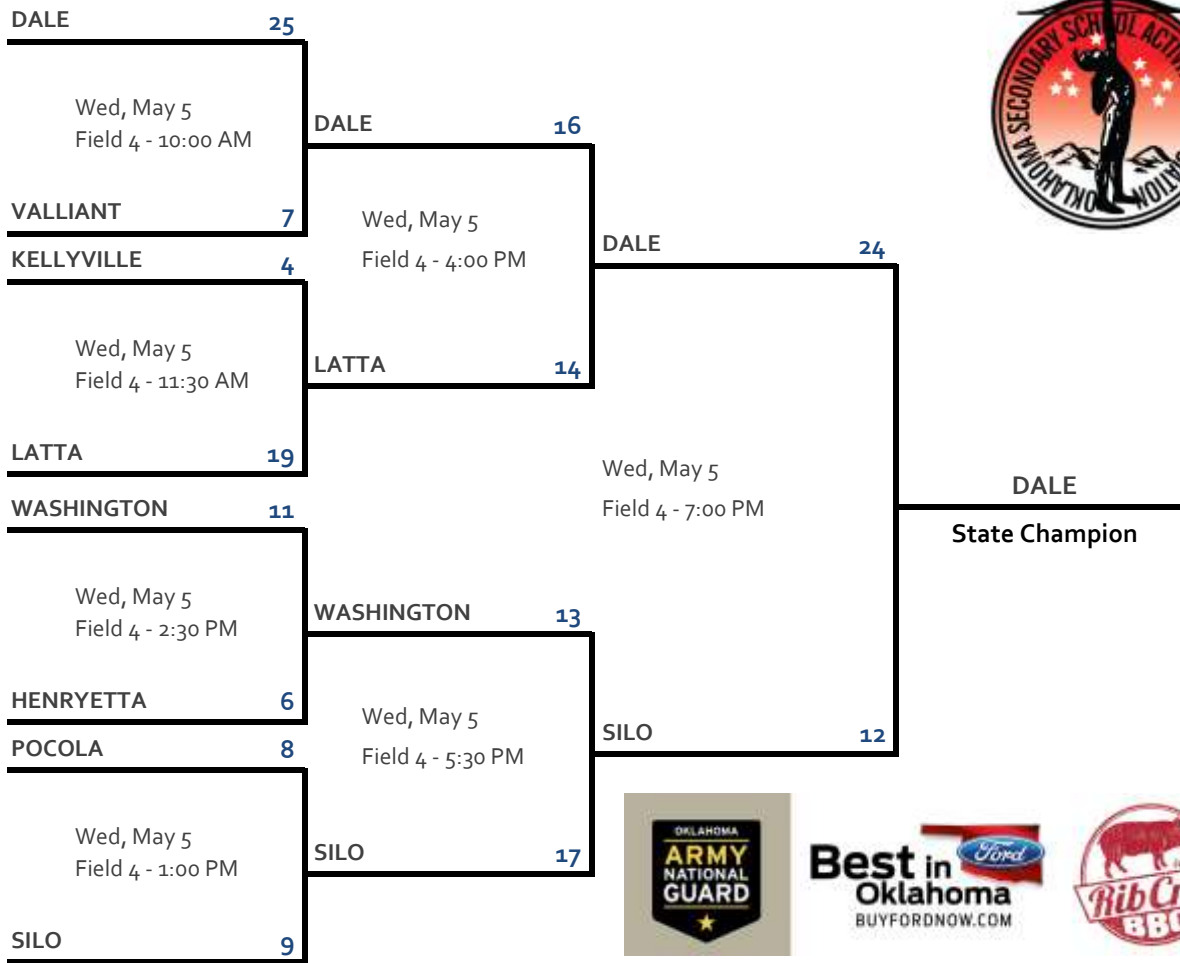 DALE 25
Wed, May 5
Field 4 - 10:00 AM
VALLIANT 7
KELLYVILLE 4
Wed, May 5
Field 4 - 11:30 AM
LATTA 19
WASHINGTON 11
Wed, May 5
Field 4 - 2:30 PM
HENRYETTA 6
POCOLA 8
Wed, May 5
Field 4 - 1:00 PM
SILO 9
DALE 16
Wed, May 5
Field 4 - 4:00 PM
LATTA 14
WASHINGTON 13
Wed, May 5
Field 4 - 5:30 PM
SILO 17
DALE 24
Wed, May 5
Field 4 - 7:00 PM
SILO 12
DALE
State Champion
OKLAHOMA SECONDARY SCHOOL
OKLAHOMA
ARMY
NATIONAL
GUARD
Best in
Oklahoma
Ford
BUYFORDNOW.COM
Rib
BBQ